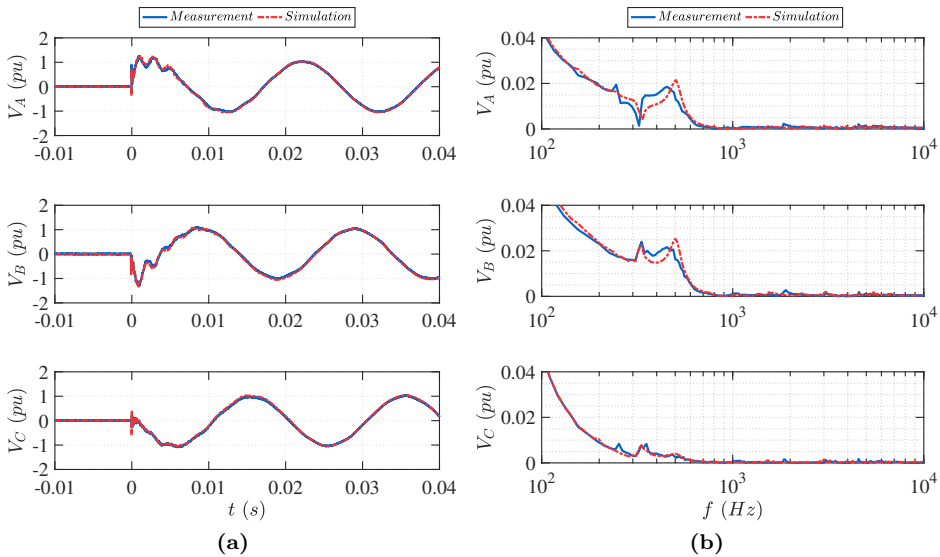 Measurement Simulation
V_A (pu)
2
1
0
-1
-2
-0.01 0 0.01 0.02 0.03 0.04
V_B (pu)
2
1
0
-1
-2
-0.01 0 0.01 0.02 0.03 0.04
V_C (pu)
2
1
0
-1
-2
-0.01 0 0.01 0.02 0.03 0.04
t (s)
(a)
Measurement Simulation
V_A (pu)
0.04
0.02
0
10^2 10^3 10^4
V_B (pu)
0.04
0.02
0
10^2 10^3 10^4
V_C (pu)
0.04
0.02
0
10^2 10^3 10^4
f (Hz)
(b)